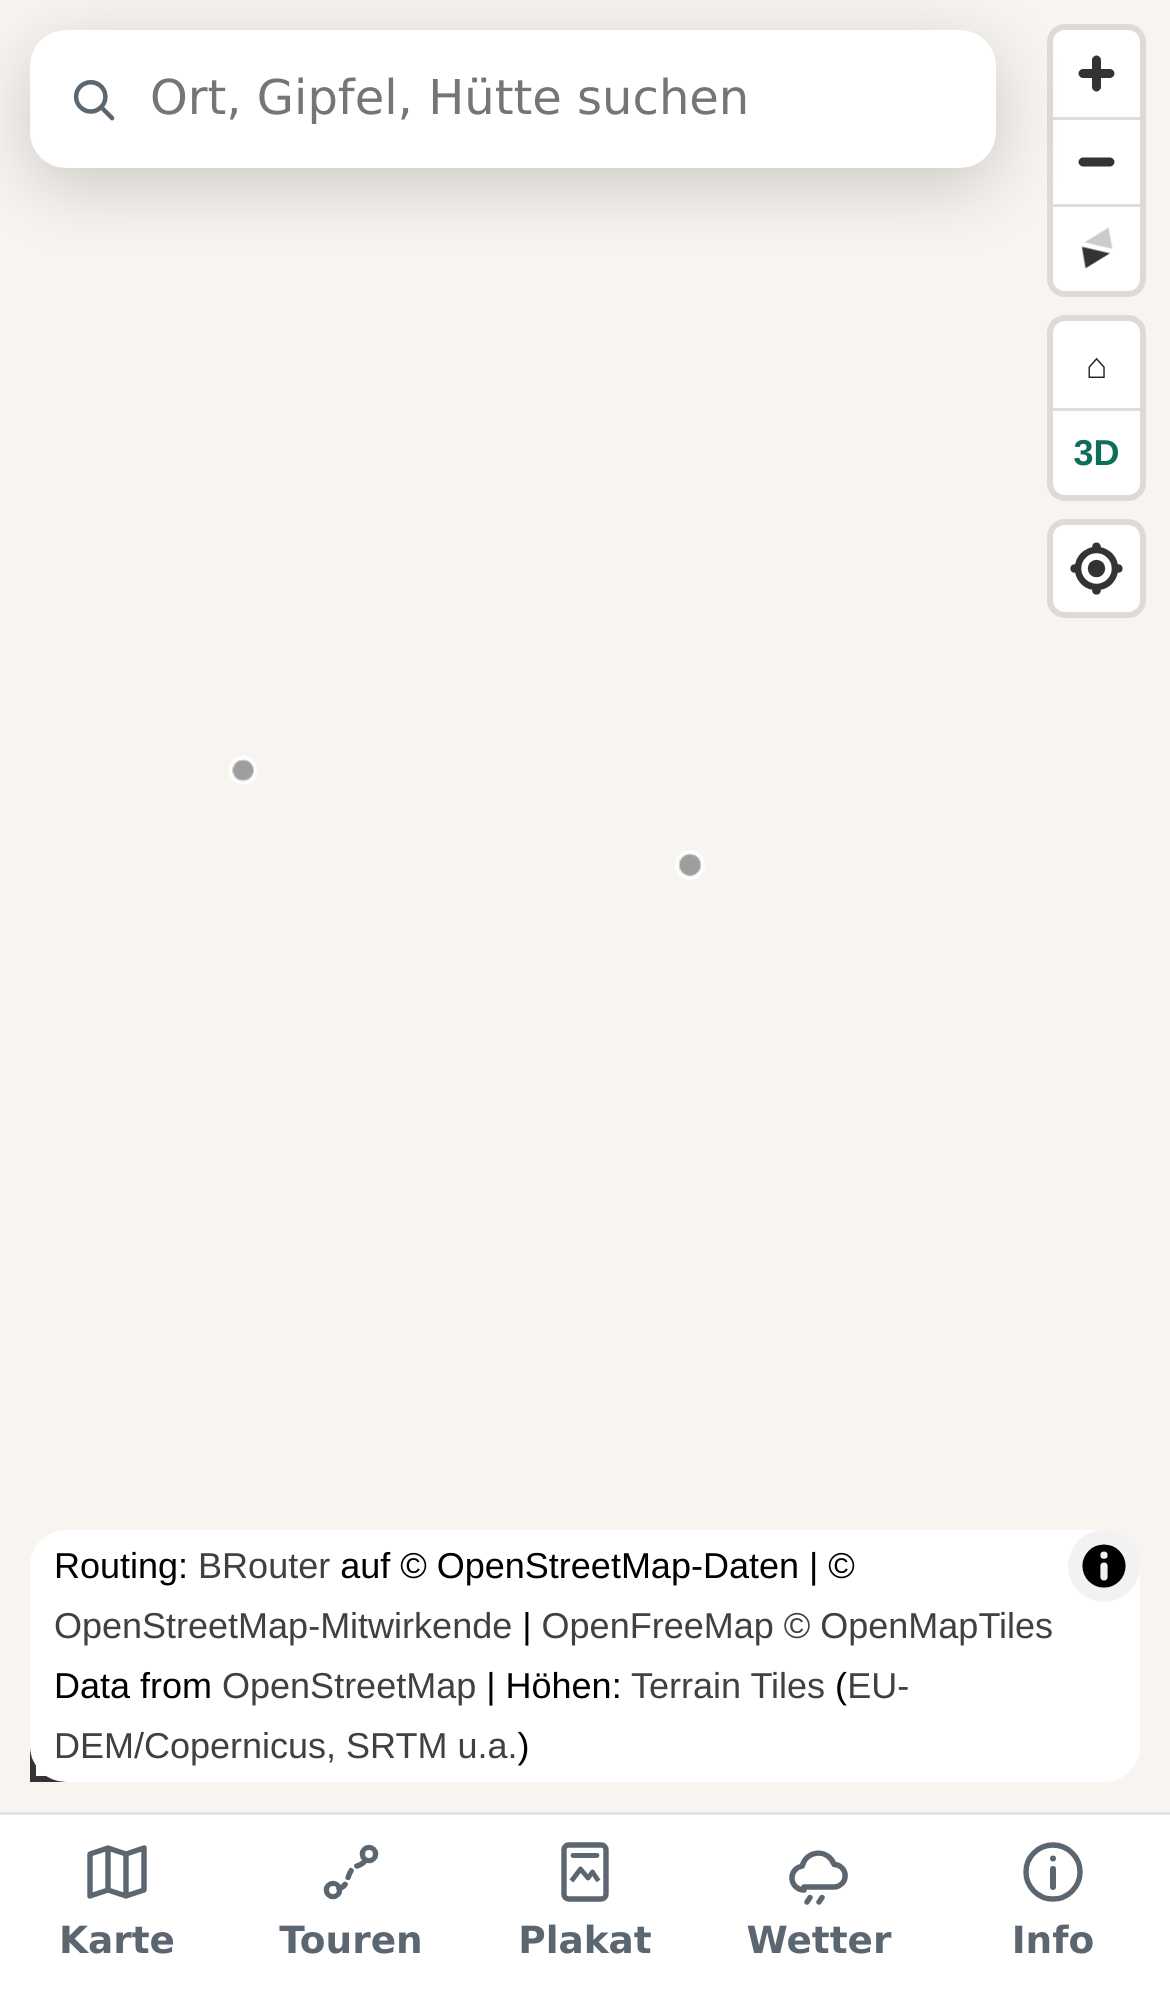 Ort, Gipfel, Hütte suchen
3D
Routing: BRouter auf © OpenStreetMap-Daten | ©
OpenStreetMap-Mitwirkende | OpenFreeMap © OpenMapTiles
Data from OpenStreetMap | Höhen: Terrain Tiles (EU-
DEM/Copernicus, SRTM u.a.)
Karte Touren Plakat Wetter Info